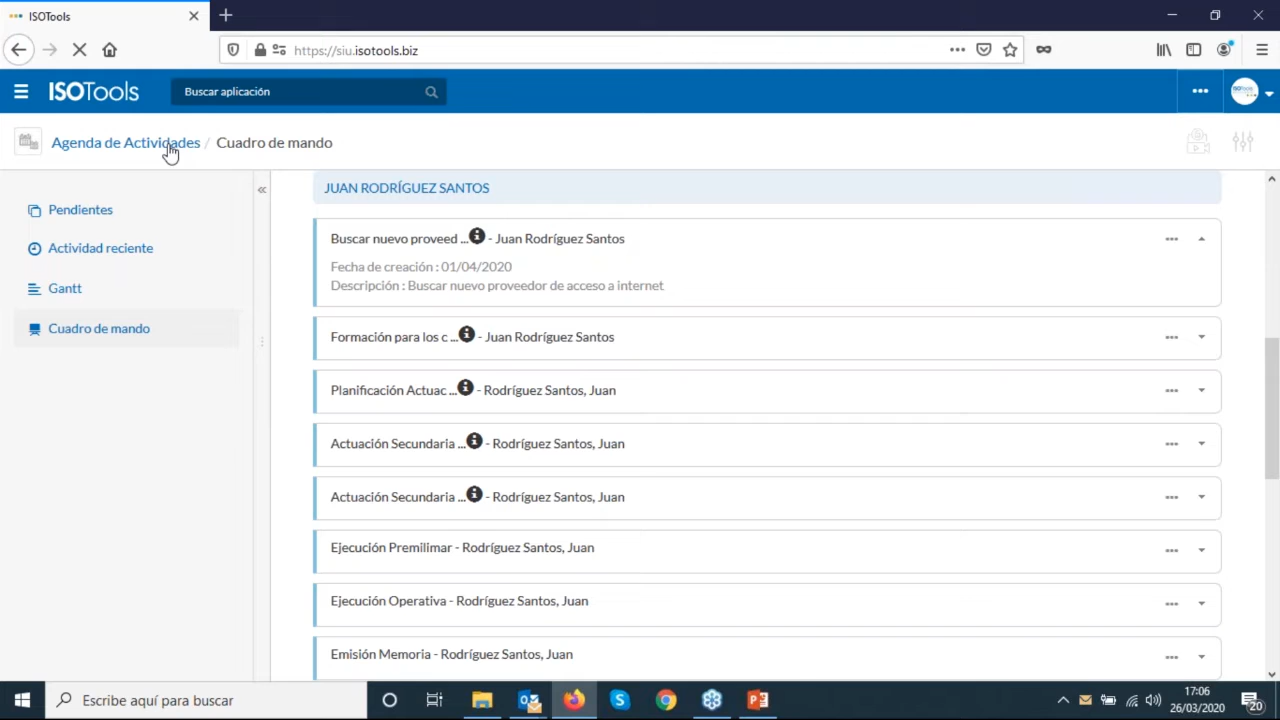 ISOTools
https://siu.isotools.biz
ISOTools
Buscar aplicación
Agenda de Actividades / Cuadro de mando
Pendientes
Actividad reciente
Gantt
Cuadro de mando
JUAN RODRÍGUEZ SANTOS
Buscar nuevo proveed ... - Juan Rodríguez Santos
Fecha de creación : 01/04/2020
Descripción : Buscar nuevo proveedor de acceso a internet
Formación para los c ... - Juan Rodríguez Santos
Planificación Actuac ... - Rodríguez Santos, Juan
Actuación Secundaria ... - Rodríguez Santos, Juan
Actuación Secundaria ... - Rodríguez Santos, Juan
Ejecución Premilimar - Rodríguez Santos, Juan
Ejecución Operativa - Rodríguez Santos, Juan
Emisión Memoria - Rodríguez Santos, Juan
Escribe aquí para buscar
17:06
26/03/2020
20